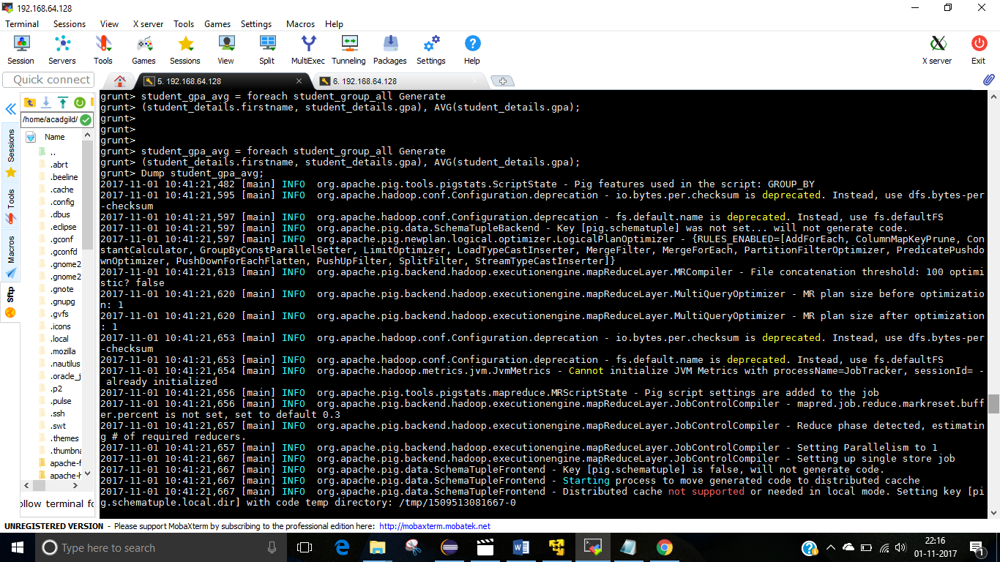 192.168.64.128
Terminal Sessions View X server Tools Games Settings Macros Help
Session Servers Tools Games Sessions View Split MultiExec Tunneling Packages Settings Help X server Exit
Quick connect
5. 192.168.64.128
6. 192.168.64.128
/home/acadgild/
Name
..
.abrt
.beeline
.cache
.config
.dbus
.eclipse
.gconf
.gconfd
.gnome2
.gnome2
.gnote
.gnupg
.gvfs
.icons
.local
.mozilla
.nautilus
.oracle_j
.p2
.pulse
.ssh
.swt
.themes
.thumbna
apache-f
apache-h
ollow terminal fo
Sessions
Tools
Macros
Sftp
grunt> student_gpa_avg = foreach student_group_all Generate
grunt> (student_details.firstname, student_details.gpa), AVG(student_details.gpa);
grunt>
grunt>
grunt>
grunt> student_gpa_avg = foreach student_group_all Generate
grunt> (student_details.firstname, student_details.gpa), AVG(student_details.gpa);
grunt> Dump student_gpa_avg;
2017-11-01 10:41:21,482 [main] INFO  org.apache.pig.tools.pigstats.ScriptState - Pig features used in the script: GROUP_BY
2017-11-01 10:41:21,595 [main] INFO  org.apache.hadoop.conf.Configuration.deprecation - io.bytes.per.checksum is deprecated. Instead, use dfs.bytes-per
-checksum
2017-11-01 10:41:21,597 [main] INFO  org.apache.hadoop.conf.Configuration.deprecation - fs.default.name is deprecated. Instead, use fs.defaultFS
2017-11-01 10:41:21,597 [main] INFO  org.apache.pig.data.SchemaTupleBackend - Key [pig.schematuple] was not set... will not generate code.
2017-11-01 10:41:21,597 [main] INFO  org.apache.pig.newplan.logical.optimizer.LogicalPlanOptimizer - {RULES_ENABLED=[AddForEach, ColumnMapKeyPrune, Con
stantCalculator, GroupByConstParallelSetter, LimitOptimizer, LoadTypeCastInserter, MergeFilter, MergeForEach, PartitionFilterOptimizer, PredicatePushdo
wnOptimizer, PushDownForEachFlatten, PushUpFilter, SplitFilter, StreamTypeCastInserter]}
2017-11-01 10:41:21,613 [main] INFO  org.apache.pig.backend.hadoop.executionengine.mapReduceLayer.MRCompiler - File concatenation threshold: 100 optimi
stic? false
2017-11-01 10:41:21,620 [main] INFO  org.apache.pig.backend.hadoop.executionengine.mapReduceLayer.MultiQueryOptimizer - MR plan size before optimizatio
n: 1
2017-11-01 10:41:21,620 [main] INFO  org.apache.pig.backend.hadoop.executionengine.mapReduceLayer.MultiQueryOptimizer - MR plan size after optimization
: 1
2017-11-01 10:41:21,653 [main] INFO  org.apache.hadoop.conf.Configuration.deprecation - io.bytes.per.checksum is deprecated. Instead, use dfs.bytes-per
-checksum
2017-11-01 10:41:21,653 [main] INFO  org.apache.hadoop.conf.Configuration.deprecation - fs.default.name is deprecated. Instead, use fs.defaultFS
2017-11-01 10:41:21,654 [main] INFO  org.apache.hadoop.metrics.jvm.JvmMetrics - Cannot initialize JVM Metrics with processName=JobTracker, sessionId= -
 already initialized
2017-11-01 10:41:21,656 [main] INFO  org.apache.pig.tools.pigstats.mapreduce.MRScriptState - Pig script settings are added to the job
2017-11-01 10:41:21,656 [main] INFO  org.apache.pig.backend.hadoop.executionengine.mapReduceLayer.JobControlCompiler - mapred.job.reduce.markreset.buff
er.percent is not set, set to default 0.3
2017-11-01 10:41:21,657 [main] INFO  org.apache.pig.backend.hadoop.executionengine.mapReduceLayer.JobControlCompiler - Reduce phase detected, estimatin
g # of required reducers.
2017-11-01 10:41:21,657 [main] INFO  org.apache.pig.backend.hadoop.executionengine.mapReduceLayer.JobControlCompiler - Setting Parallelism to 1
2017-11-01 10:41:21,667 [main] INFO  org.apache.pig.backend.hadoop.executionengine.mapReduceLayer.JobControlCompiler - Setting up single store job
2017-11-01 10:41:21,667 [main] INFO  org.apache.pig.data.SchemaTupleFrontend - Key [pig.schematuple] is false, will not generate code.
2017-11-01 10:41:21,667 [main] INFO  org.apache.pig.data.SchemaTupleFrontend - Starting process to move generated code to distributed cacche
2017-11-01 10:41:21,667 [main] INFO  org.apache.pig.data.SchemaTupleFrontend - Distributed cache not supported or needed in local mode. Setting key [pi
g.schematuple.local.dir] with code temp directory: /tmp/1509513081667-0
UNREGISTERED VERSION - Please support MobaXterm by subscribing to the professional edition here: http://mobaxterm.mobatek.net
Type here to search
22:16
01-11-2017
1